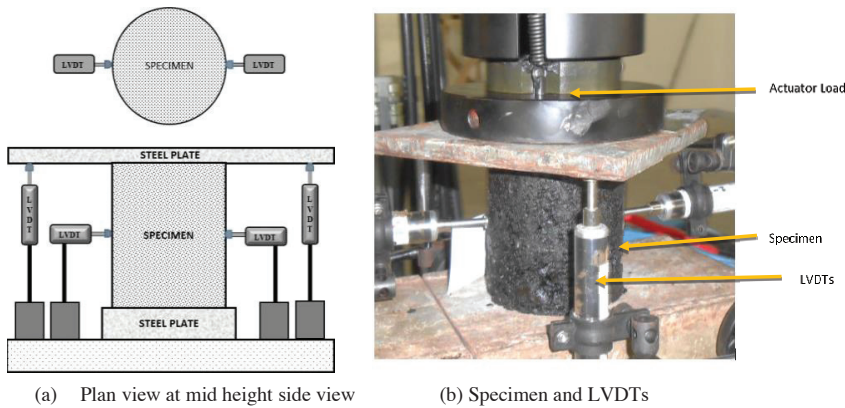 LVDT
SPECIMEN
LVDT
STEEL PLATE
LVDT
LVDT
LVDT
SPECIMEN
LVDT
STEEL PLATE
Actuator Load
Specimen
LVDTs
(a) Plan view at mid height side view
(b) Specimen and LVDTs